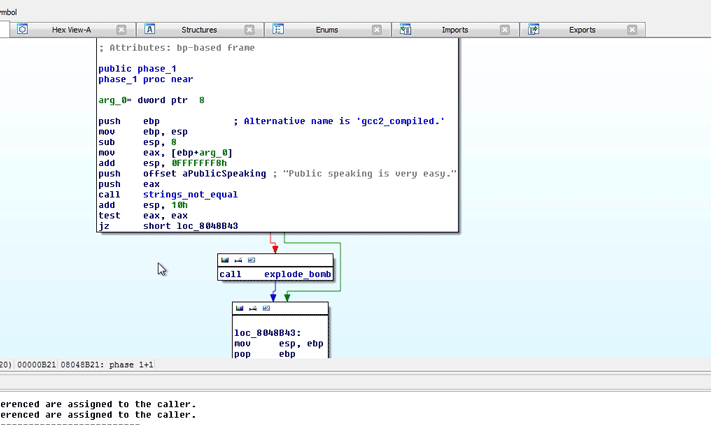 ymbol
Hex View-A
Structures
Enums
Imports
Exports
; Attributes: bp-based frame
public phase_1
phase_1 proc near
arg_0= dword ptr  8
push    ebp             ; Alternative name is 'gcc2_compiled.'
mov     ebp, esp
sub     esp, 8
mov     eax, [ebp+arg_0]
add     esp, 0FFFFFFF8h
push    offset aPublicSpeaking ; "Public speaking is very easy."
push    eax
call    strings_not_equal
add     esp, 10h
test    eax, eax
jz      short loc_8048B43
call    explode_bomb
loc_8048B43:
mov     esp, ebp
pop     ebp
20) 00000B21 08048B21: phase 1+1
erenced are assigned to the caller.
erenced are assigned to the caller.